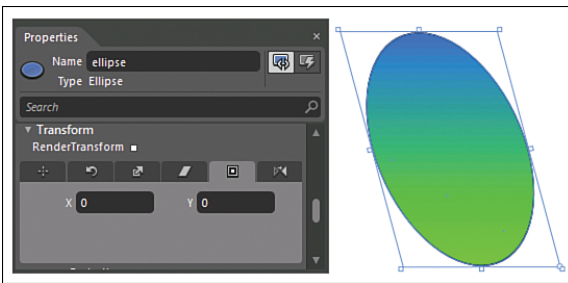 Properties ×
Name ellipse
Type Ellipse
Search
Transform
RenderTransform
X 0 Y 0